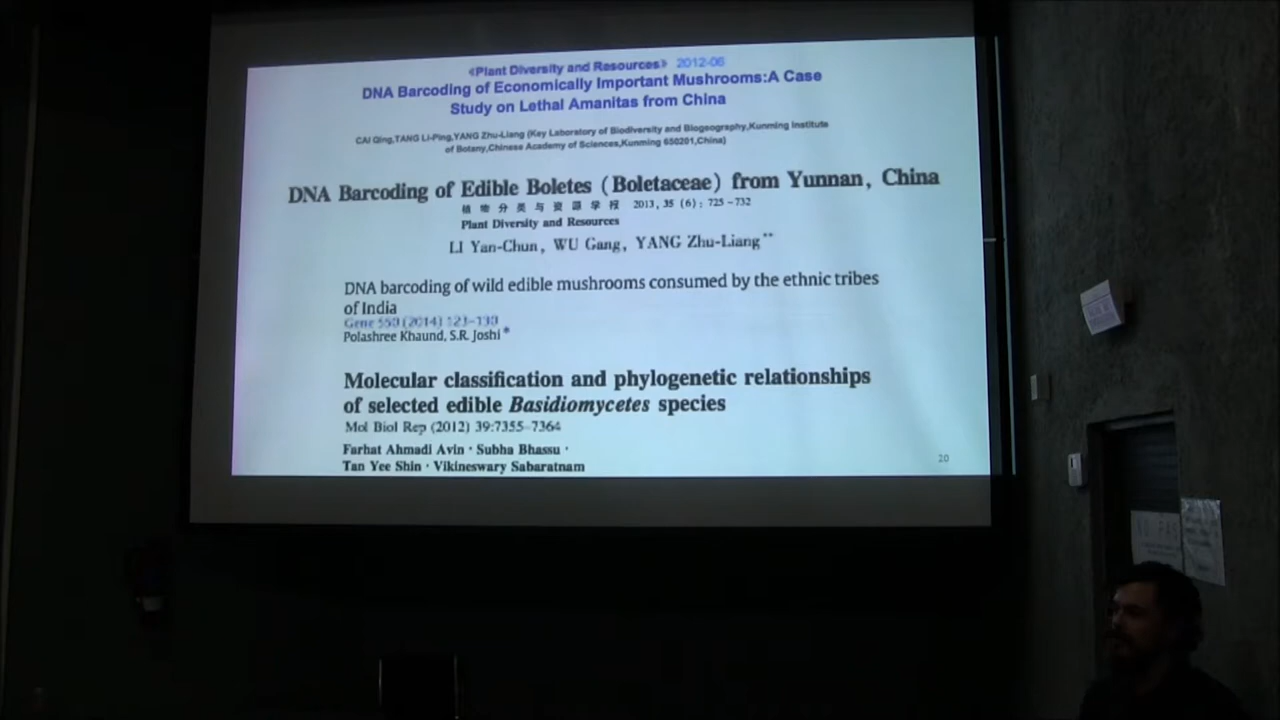 《Plant Diversity and Resources》 2012-06
DNA Barcoding of Economically Important Mushrooms:A Case
Study on Lethal Amanitas from China
CAI Qing,TANG Li-Ping,YANG Zhu-Liang (Key Laboratory of Biodiversity and Biogeography,Kunming Institute
of Botany,Chinese Academy of Sciences,Kunming 650201,China)
DNA Barcoding of Edible Boletes (Boletaceae) from Yunnan, China
植 物 分 类 与 资 源 学 报 2013, 35 (6): 725-732
Plant Diversity and Resources
LI Yan-Chun, WU Gang, YANG Zhu-Liang**
DNA barcoding of wild edible mushrooms consumed by the ethnic tribes
of India
Gene 550 (2014) 123–130
Polashree Khaund, S.R. Joshi *
Molecular classification and phylogenetic relationships
of selected edible Basidiomycetes species
Mol Biol Rep (2012) 39:7355–7364
Farhat Ahmadi Avin · Subha Bhassu ·
Tan Yee Shin · Vikineswary Sabaratnam
20